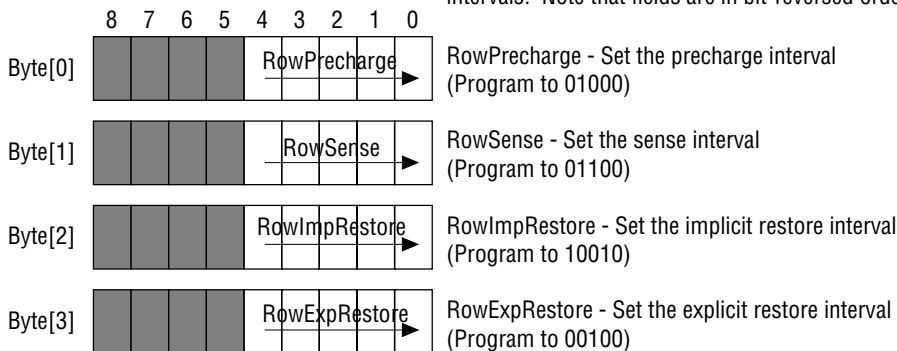 Intervals. Note that fields are in bit-reversed orde
8 7 6 5 4 3 2 1 0
Byte[0]
RowPrecharge
RowPrecharge - Set the precharge interval
(Program to 01000)
Byte[1]
RowSense
RowSense - Set the sense interval
(Program to 01100)
Byte[2]
RowImpRestore
RowImpRestore - Set the implicit restore interval
(Program to 10010)
Byte[3]
RowExpRestore
RowExpRestore - Set the explicit restore interval
(Program to 00100)